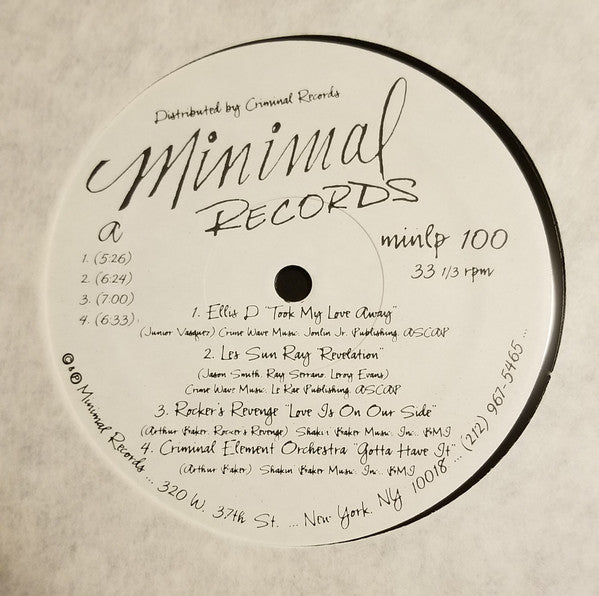 Distributed by Criminal Records
Minimal
RECORDS
a
minlp 100
33 1/3 rpm
1. (5:26)
2. (6:24)
3. (7:00)
4. (6:33)
1. Ellis D "Took My Love Away"
(Junior Vasquez) Crime Wave Music, Jonlin Jr. Publishing, ASCAP
2. Les Sun Ray Revelation"
(Jason Smith, Ray Serrano, Leroy Evans)
Crime Wave Music, Le Rae Publishing, ASCAP
3. Rocker's Revenge "Love Is On Our Side"
(Arthur Baker, Rocker's Revenge) Shakin' Baker Music, Inc., BMI
4. Criminal Element Orchestra "Gotta Have It"
(Arthur Baker) Shakin Baker Music, Inc., BMI
© & ℗ Minimal Records ... 320 W. 37th St. ... New York, NY 10018 ... (212) 967-5465 ...